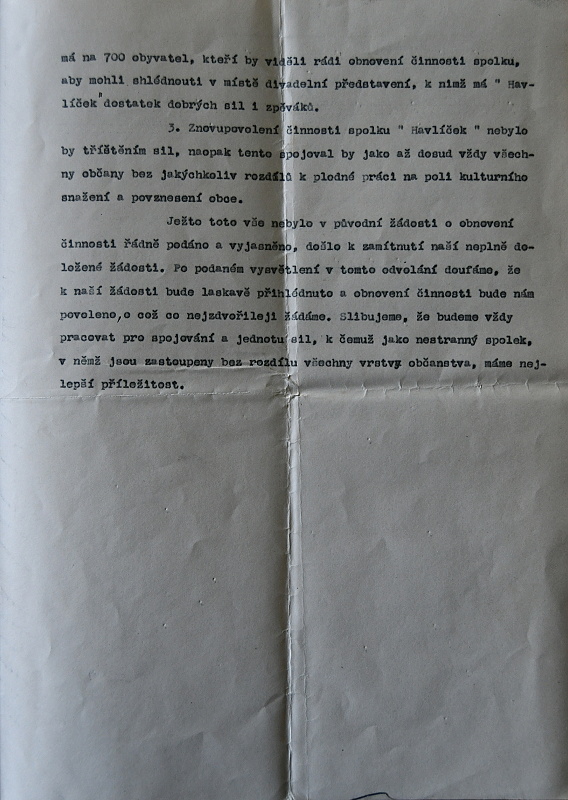 má na 700 obyvatel, kteří by viděli rádi obnovení činnosti spolku,
aby mohli shlédnouti v místě divadelní představení, k nimž má " Hav-
líček" dostatek dobrých sil i zpěváků.
3. Znovupovolení činnosti spolku " Havlíček " nebylo
by tříštěním sil, naopak tento spojoval by jako až dosud vždy všech-
ny občany bez jakýchkoliv rozdílů k plodné práci na poli kulturního
snažení a povznesení obce.
Ježto toto vše nebylo v původní žádosti o obnovení
činnosti řádně podáno a vyjasněno, došlo k zamítnutí naší neplně do-
ložené žádosti. Po podaném vysvětlení v tomto odvolání doufáme, že
k naší žádosti bude laskavě přihlédnuto a obnovení činnosti bude nám
povoleno,o což co nejzdvořileji žádáme. Slibujeme, že budeme vždy
pracovat pro spojování a jednotu sil, k čemuž jako nestranný spolek,
v němž jsou zastoupeny bez rozdílu všechny vrstvy občanstva, máme nej-
lepší příležitost.